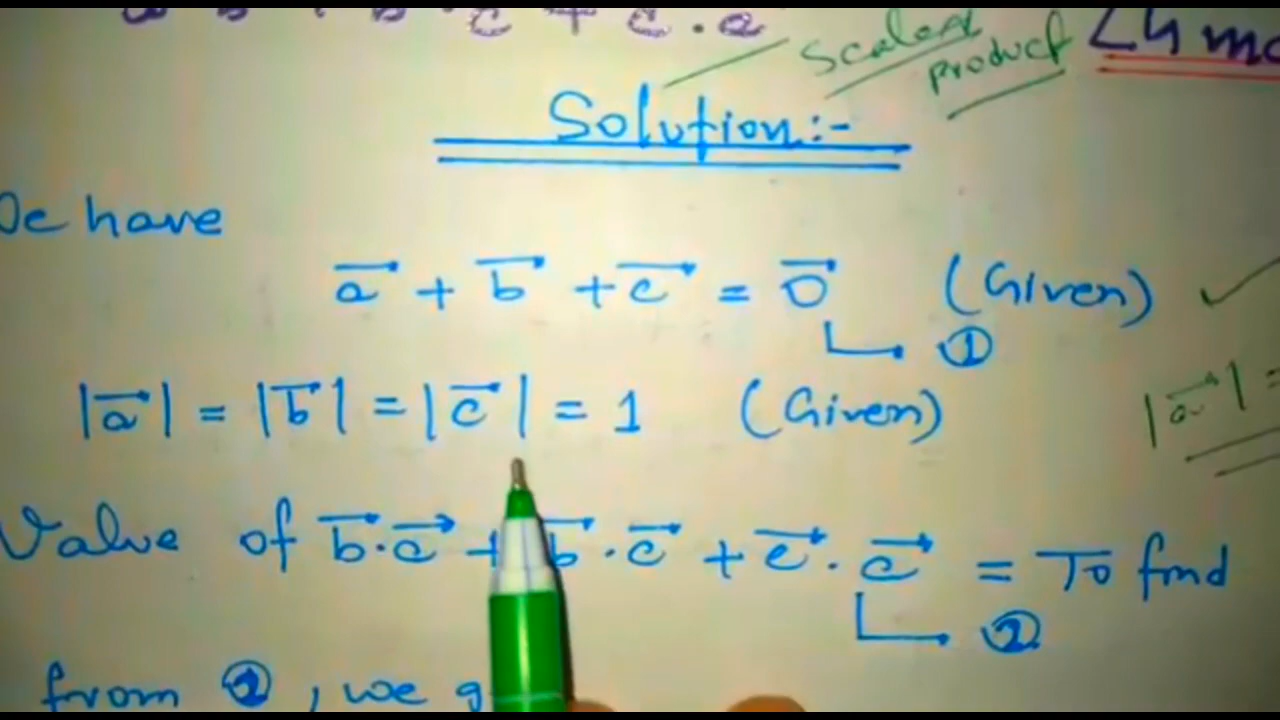 b · c + c · a
Scalar product
Solution:-
We have
a⃗ + b⃗ + c⃗ = 0⃗ (Given)
①
|a⃗| = |b⃗| = |c⃗| = 1 (Given)
|a⃗| =
Value of b⃗·c⃗ + b⃗·c⃗ + c⃗·c⃗ = To find
②
from ②, we g